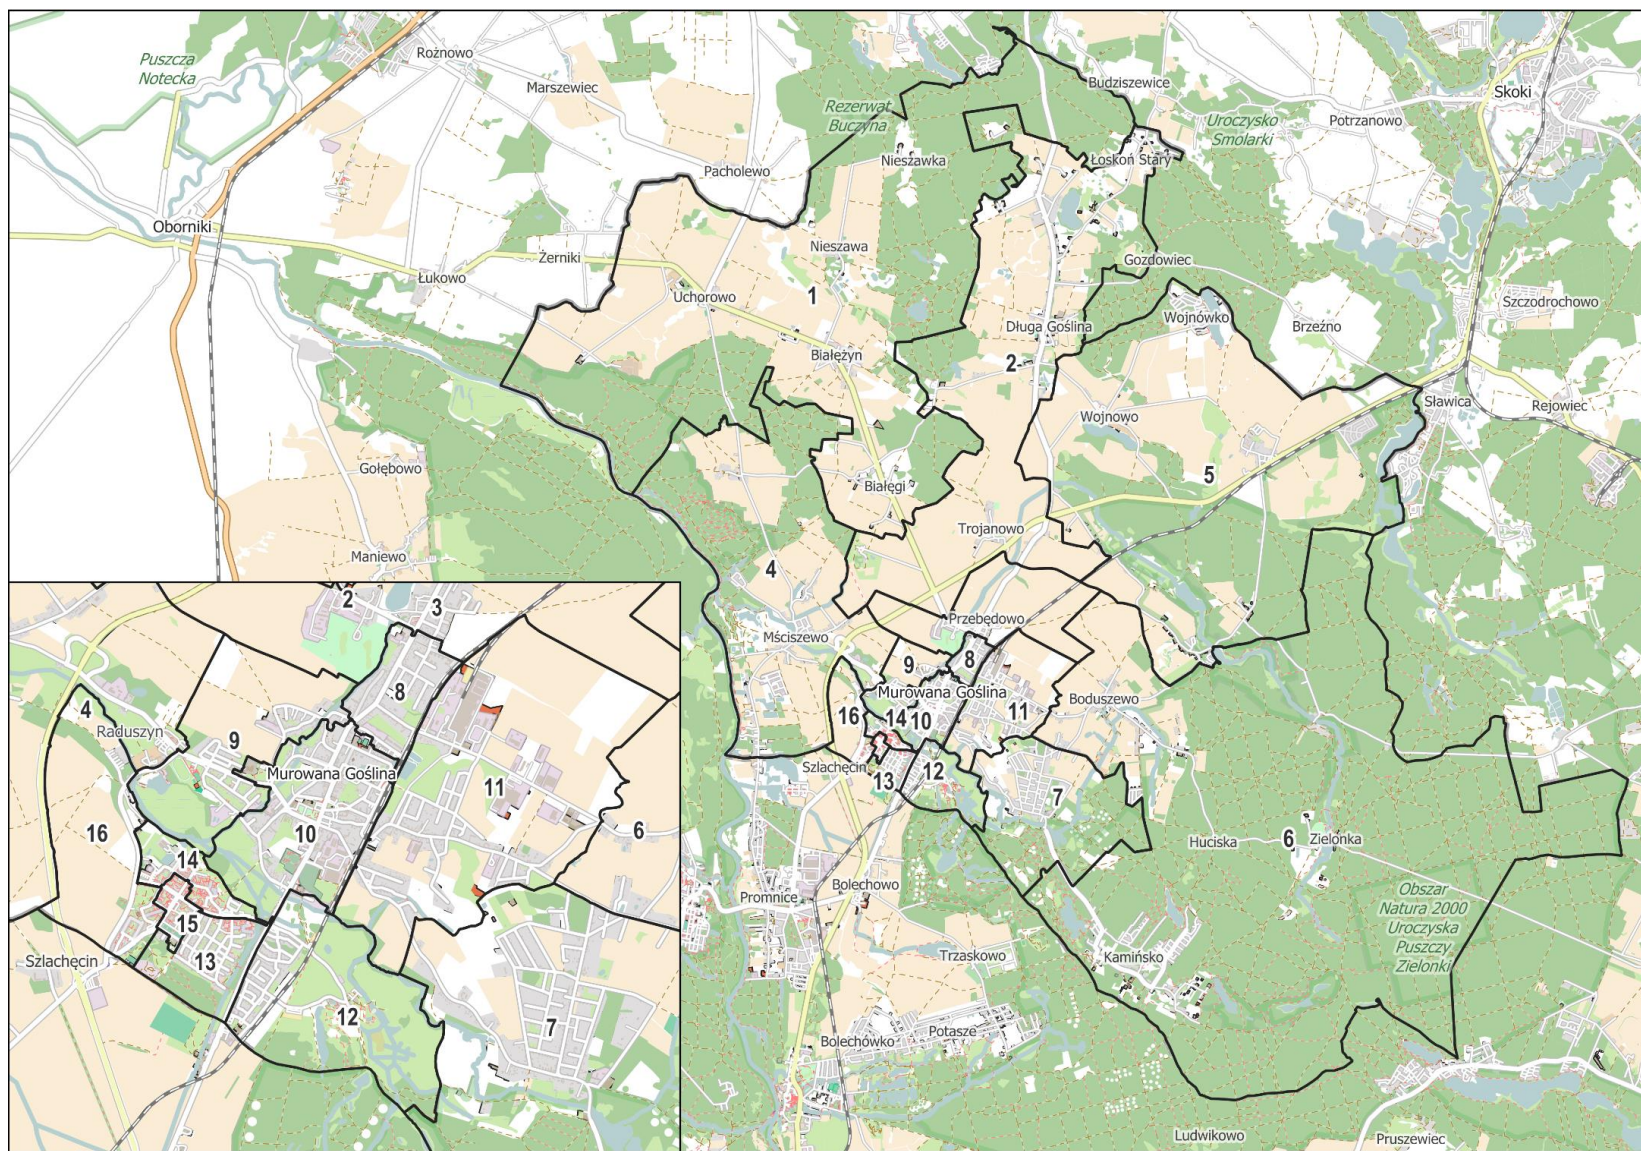 Rożnowo
Puszcza
Notecka
Marszewiec
Budziszewice
Skoki
Rezerwat
Buczyna
Uroczysko
Smolarki
Potrzanowo
Nieszawka
Łoskoń Stary
Pacholewo
Oborniki
Nieszawa
Żerniki
Gozdowiec
Łukowo
Uchorowo
1
Szczodrochowo
Wojnówko
Brzeźno
Długa Goślina
Białężyn
2
Sławica
Rejowiec
Wojnowo
Gołębowo
5
Białęgi
Trojanowo
Maniewo
4
Przebędowo
Mściszewo
8
9
Murowana Goślina
Boduszewo
16
14
10
11
Szlachęcin
12
13
7
Huciska
6
Zielonka
Bolechowo
Promnice
Obszar
Natura 2000
Uroczyska
Puszczy
Zielonki
Trzaskowo
Kamińsko
Potasze
Bolechówko
Ludwikowo
Pruszewiec
2
3
8
4
Raduszyn
9
Murowana Goślina
11
16
10
6
14
15
Szlachęcin
13
12
7